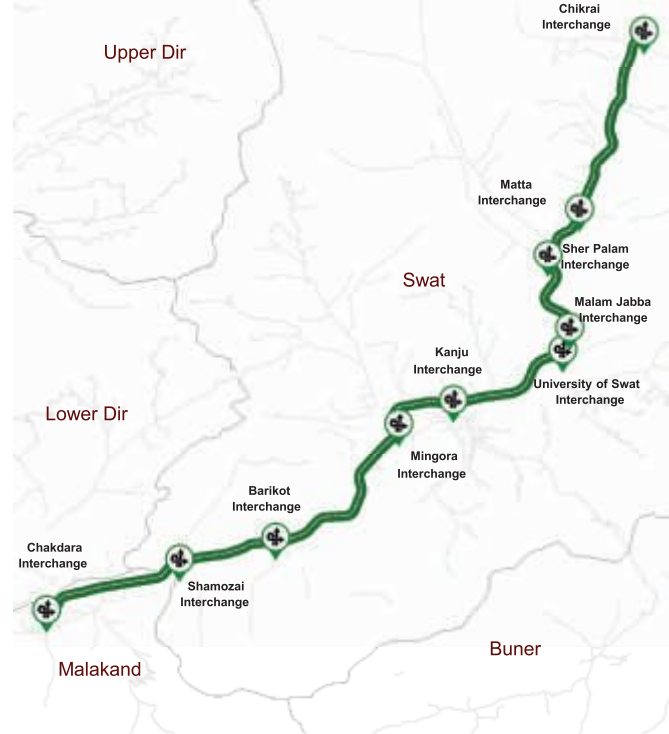 Chikrai
Interchange
Upper Dir
Matta
Interchange
Sher Palam
Interchange
Swat
Malam Jabba
Interchange
Kanju
Interchange
University of Swat
Interchange
Lower Dir
Mingora
Interchange
Barikot
Interchange
Chakdara
Interchange
Shamozai
Interchange
Buner
Malakand